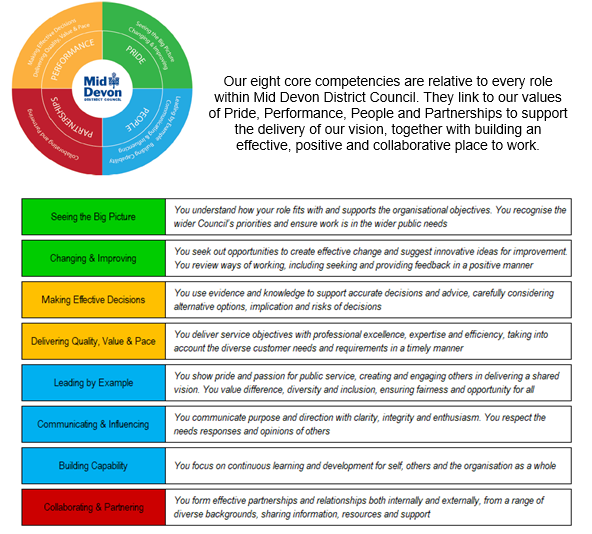 Making Effective Decisions
Delivering Quality, Value & Pace
PERFORMANCE
Seeing the Big Picture
Changing & Improving
PRIDE
Mid
Devon
DISTRICT COUNCIL
PARTNERSHIPS
Collaborating and Partnering
PEOPLE
Leading by Example
Communicating & Influencing
Building Capability
Our eight core competencies are relative to every role
within Mid Devon District Council. They link to our values
of Pride, Performance, People and Partnerships to support
the delivery of our vision, together with building an
effective, positive and collaborative place to work.
Seeing the Big Picture
You understand how your role fits with and supports the organisational objectives. You recognise the
wider Council's priorities and ensure work is in the wider public needs
Changing & Improving
You seek out opportunities to create effective change and suggest innovative ideas for improvement.
You review ways of working, including seeking and providing feedback in a positive manner
Making Effective Decisions
You use evidence and knowledge to support accurate decisions and advice, carefully considering
alternative options, implication and risks of decisions
Delivering Quality, Value & Pace
You deliver service objectives with professional excellence, expertise and efficiency, taking into
account the diverse customer needs and requirements in a timely manner
Leading by Example
You show pride and passion for public service, creating and engaging others in delivering a shared
vision. You value difference, diversity and inclusion, ensuring fairness and opportunity for all
Communicating & Influencing
You communicate purpose and direction with clarity, integrity and enthusiasm. You respect the
needs responses and opinions of others
Building Capability
You focus on continuous learning and development for self, others and the organisation as a whole
Collaborating & Partnering
You form effective partnerships and relationships both internally and externally, from a range of
diverse backgrounds, sharing information, resources and support